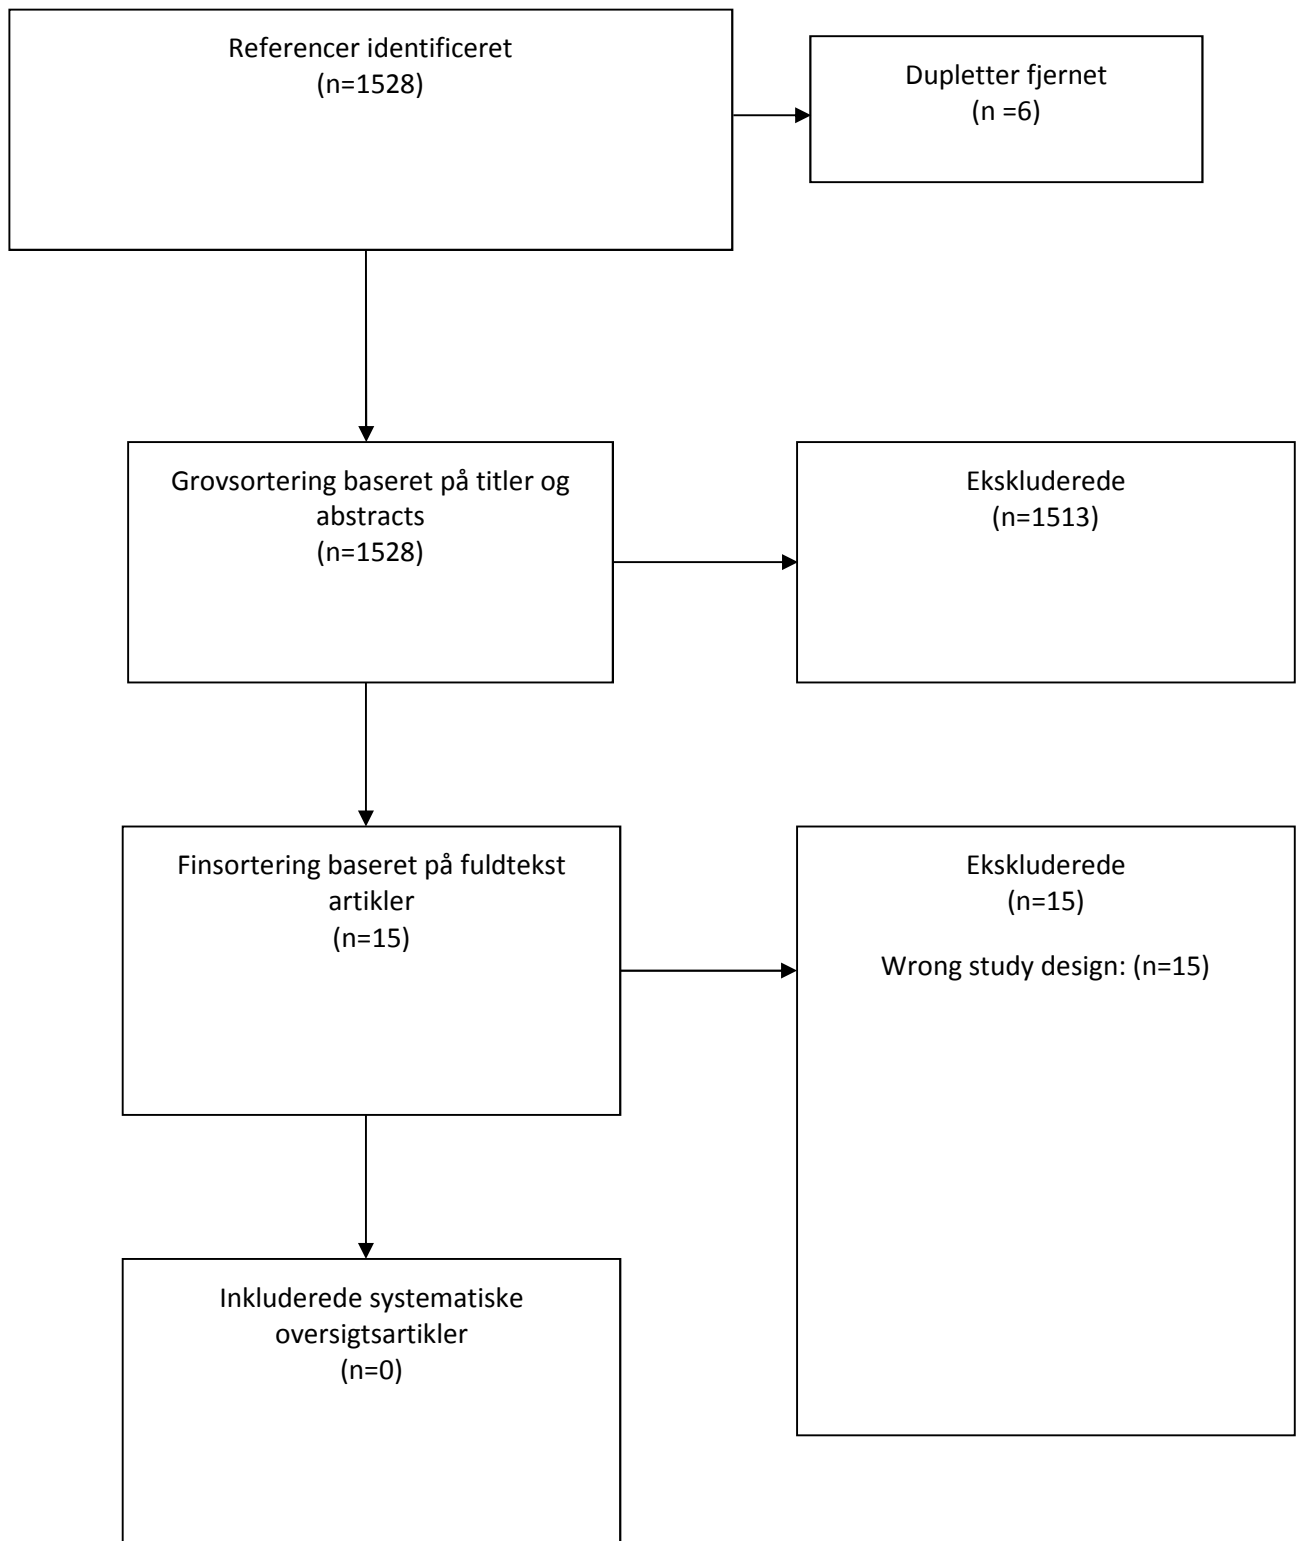 Referencer identificeret
(n=1528)
Dupletter fjernet
(n =6)
Grovsortering baseret på titler og
abstracts
(n=1528)
Ekskluderede
(n=1513)
Finsortering baseret på fuldtekst
artikler
(n=15)
Ekskluderede
(n=15)
Wrong study design: (n=15)
Inkluderede systematiske
oversigtsartikler
(n=0)